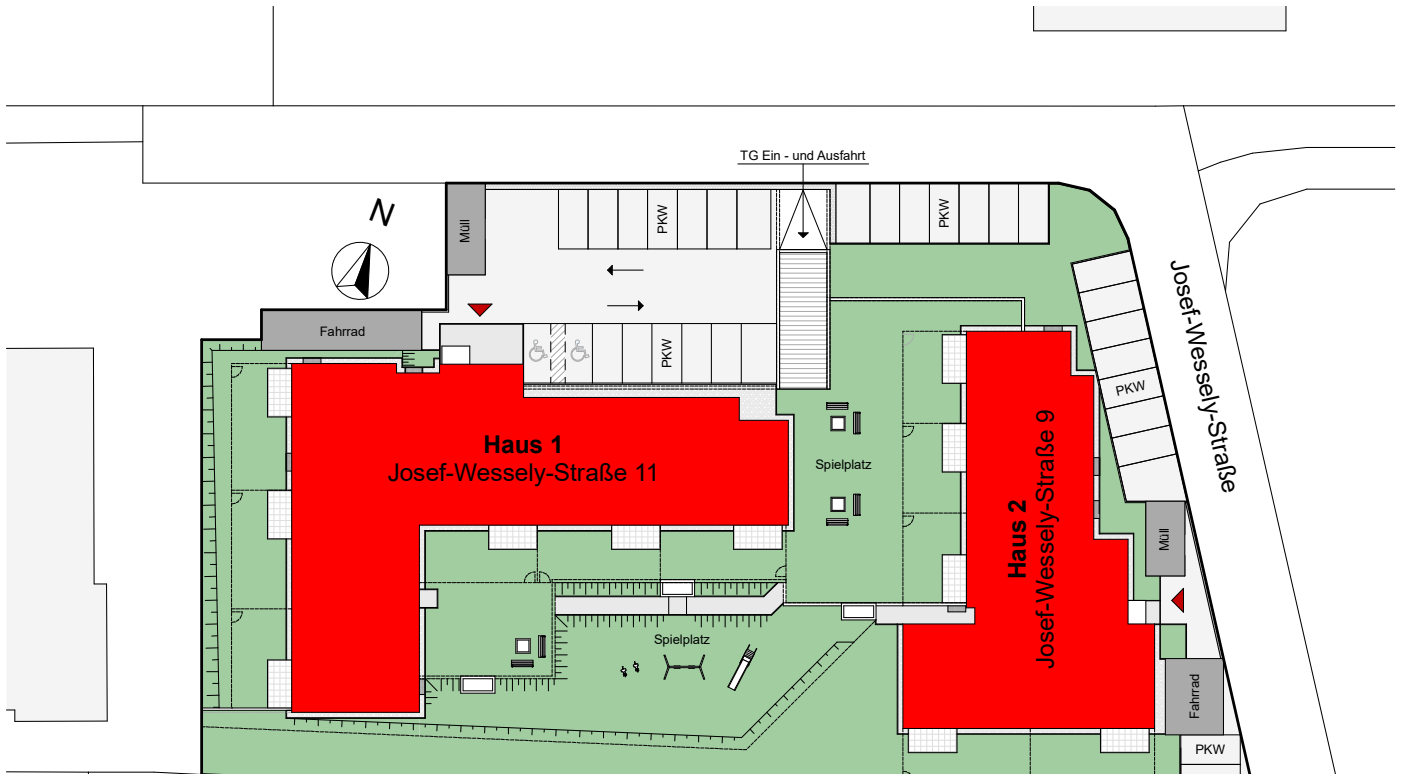 TG Ein - und Ausfahrt
N
Müll
PKW
PKW
Josef-Wessely-Straße
Fahrrad
PKW
PKW
Haus 1
Josef-Wessely-Straße 11
Spielplatz
Haus 2
Josef-Wessely-Straße 9
Müll
Spielplatz
Fahrrad
PKW